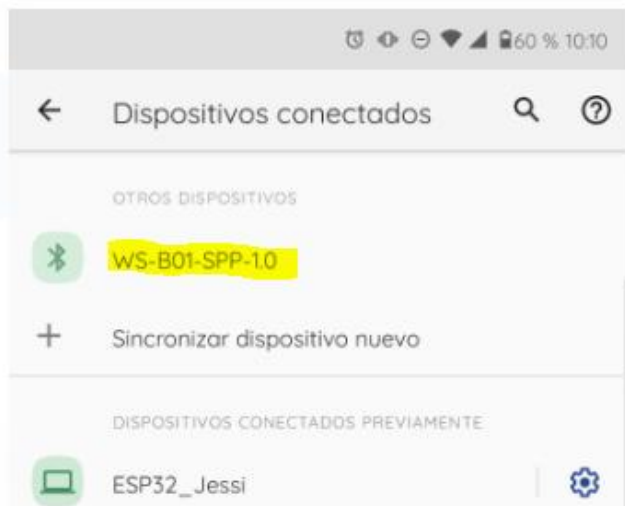 60 % 10:10
Dispositivos conectados
OTROS DISPOSITIVOS
WS-B01-SPP-1.0
Sincronizar dispositivo nuevo
DISPOSITIVOS CONECTADOS PREVIAMENTE
ESP32_Jessi